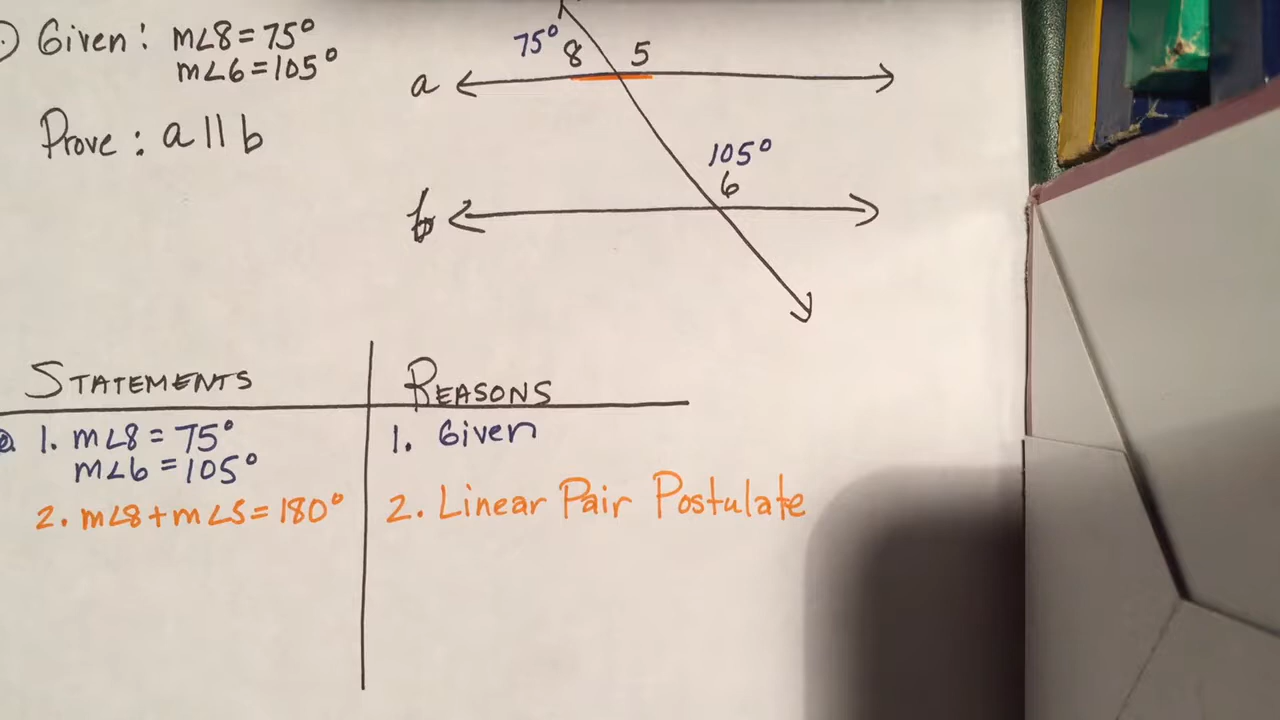 Given: m∠8 = 75°
m∠6 = 105°
Prove: a || b
75°
8 5
a
105°
6
b
STATEMENTS REASONS
1. m∠8 = 75° 1. Given
m∠6 = 105°
2. m∠8 + m∠5 = 180° 2. Linear Pair Postulate